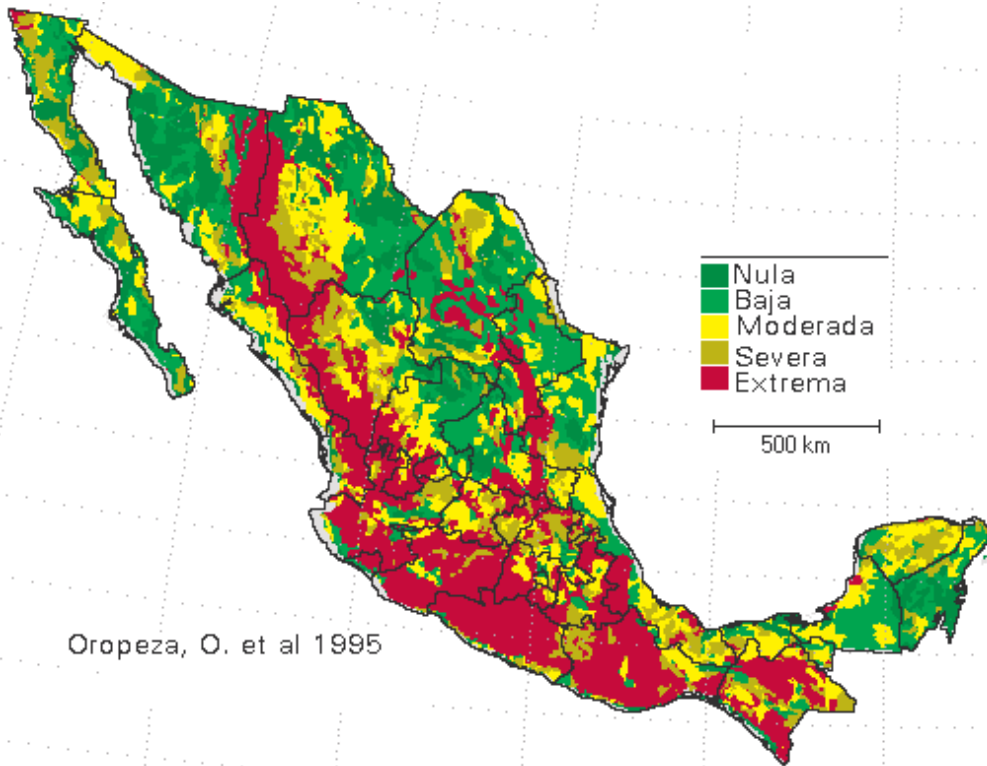 Nula
Baja
Moderada
Severa
Extrema
500 km
Oropeza, O. et al 1995